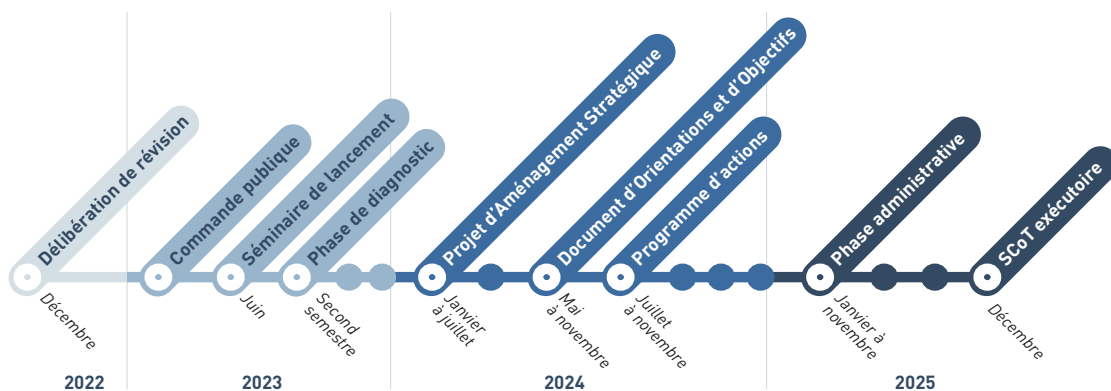 Délibération de révision
Commande publique
Séminaire de lancement
Phase de diagnostic
Projet d'Aménagement Stratégique
Document d'Orientations et d'Objectifs
Programme d'actions
Phase administrative
SCoT exécutoire
Décembre
Juin
Second
semestre
Janvier
à juillet
Mai
à novembre
Juillet
à novembre
Janvier à
novembre
Décembre
2022
2023
2024
2025